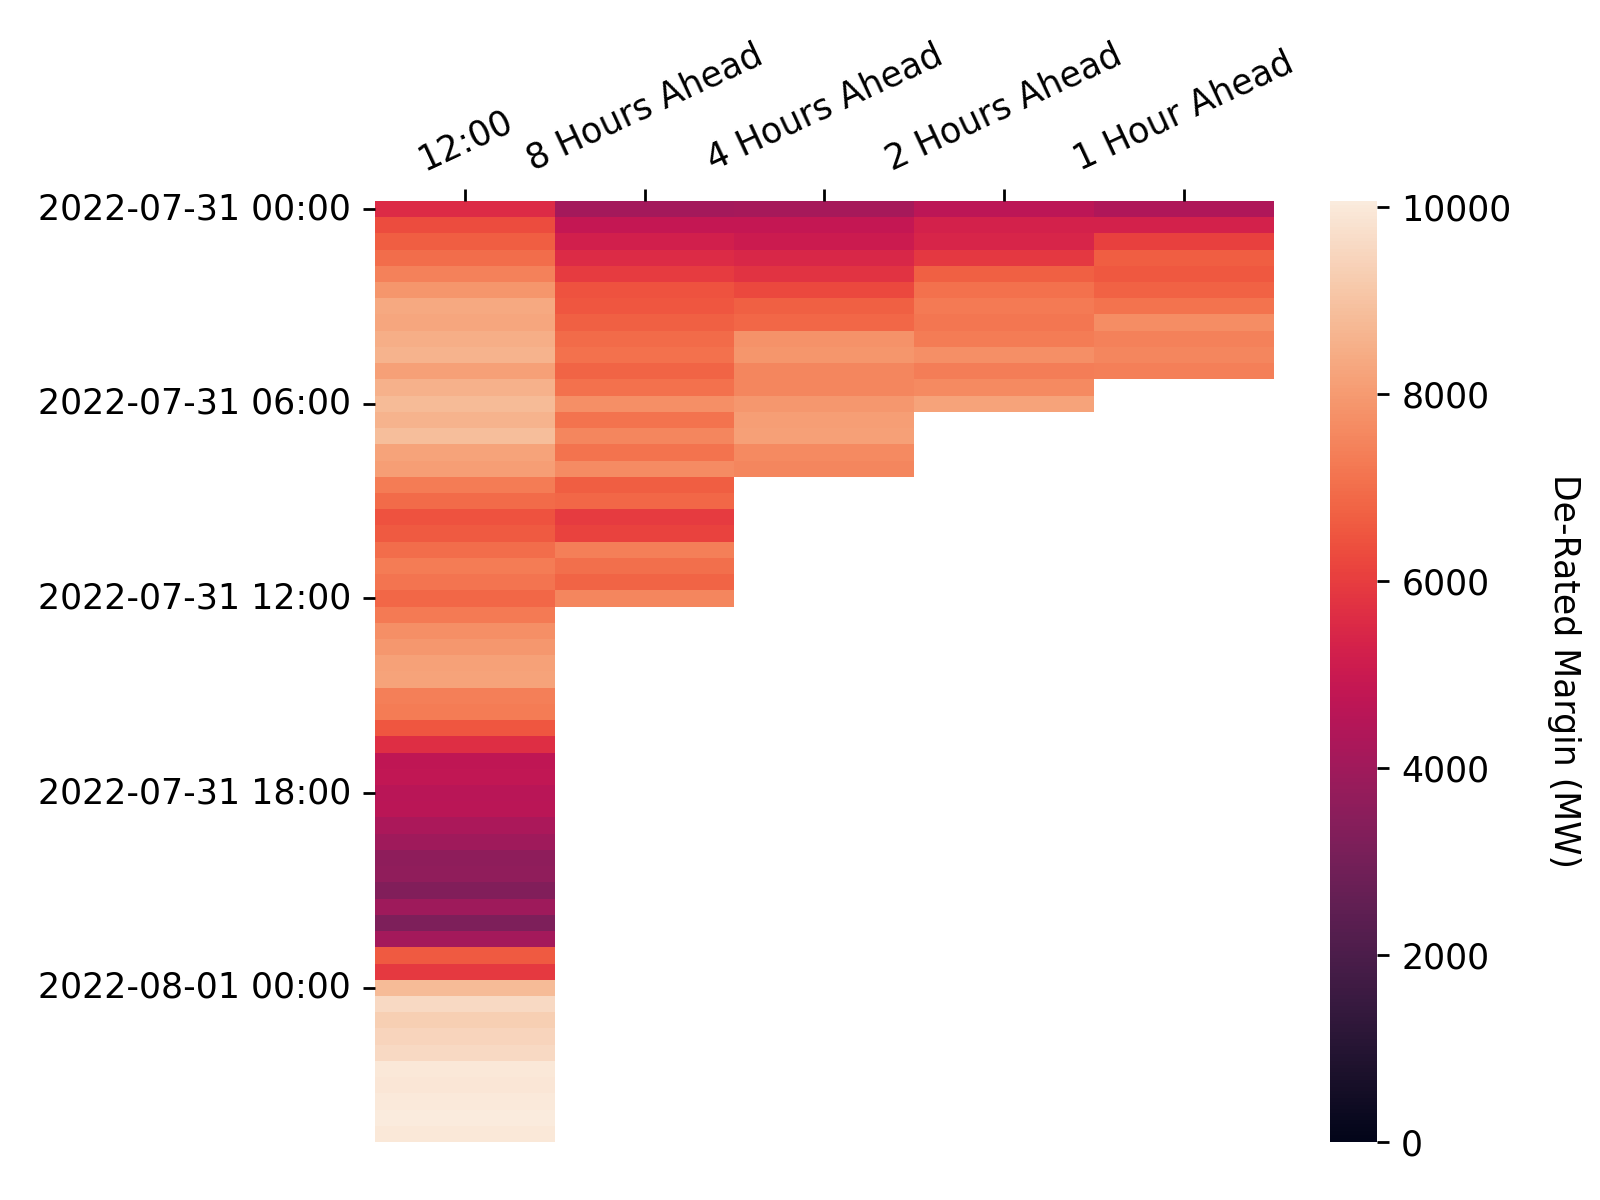 12:00
8 Hours Ahead
4 Hours Ahead
2 Hours Ahead
1 Hour Ahead
2022-07-31 00:00
2022-07-31 06:00
2022-07-31 12:00
2022-07-31 18:00
2022-08-01 00:00
10000
8000
6000
4000
2000
0
De-Rated Margin (MW)